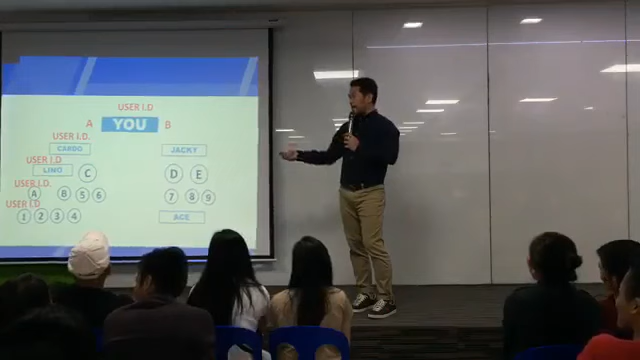 USER I.D
A YOU B
USER I.D.
CARDO JACKY
USER I.D
LINO C D E
USER I.D.
A B 5 6 7 8 9
USER I.D
1 2 3 4 ACE